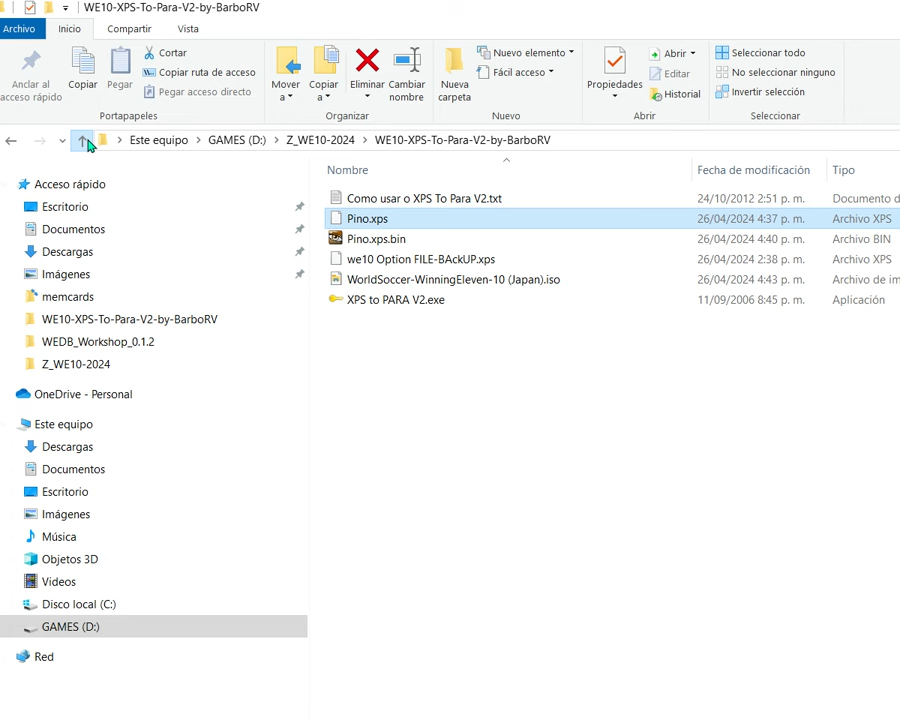 WE10-XPS-To-Para-V2-by-BarboRV
Archivo Inicio Compartir Vista
Anclar al acceso rápido
Copiar
Pegar
Cortar
Copiar ruta de acceso
Pegar acceso directo
Portapapeles
Mover a
Copiar a
Eliminar
Cambiar nombre
Organizar
Nueva carpeta
Nuevo elemento
Fácil acceso
Nuevo
Propiedades
Abrir
Editar
Historial
Abrir
Seleccionar todo
No seleccionar ninguno
Invertir selección
Seleccionar
Este equipo > GAMES (D:) > Z_WE10-2024 > WE10-XPS-To-Para-V2-by-BarboRV
Acceso rápido
Escritorio
Documentos
Descargas
Imágenes
memcards
WE10-XPS-To-Para-V2-by-BarboRV
WEDB_Workshop_0.1.2
Z_WE10-2024
OneDrive - Personal
Este equipo
Descargas
Documentos
Escritorio
Imágenes
Música
Objetos 3D
Videos
Disco local (C:)
GAMES (D:)
Red
Nombre Fecha de modificación Tipo
Como usar o XPS To Para V2.txt 24/10/2012 2:51 p. m. Documento d
Pino.xps 26/04/2024 4:37 p. m. Archivo XPS
Pino.xps.bin 26/04/2024 4:40 p. m. Archivo BIN
we10 Option FILE-BAckUP.xps 26/04/2024 2:38 p. m. Archivo XPS
WorldSoccer-WinningEleven-10 (Japan).iso 26/04/2024 4:43 p. m. Archivo de im
XPS to PARA V2.exe 11/09/2006 8:45 p. m. Aplicación